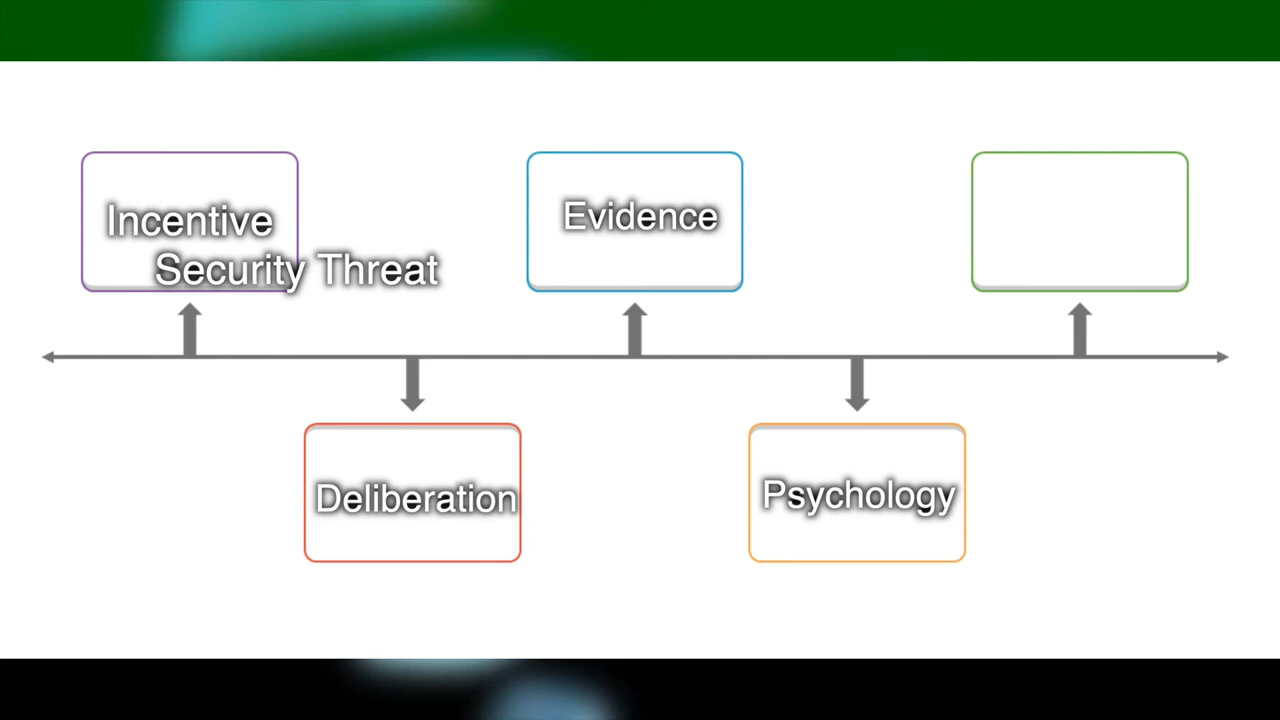 Incentive
Security Threat
Evidence
Deliberation
Psychology